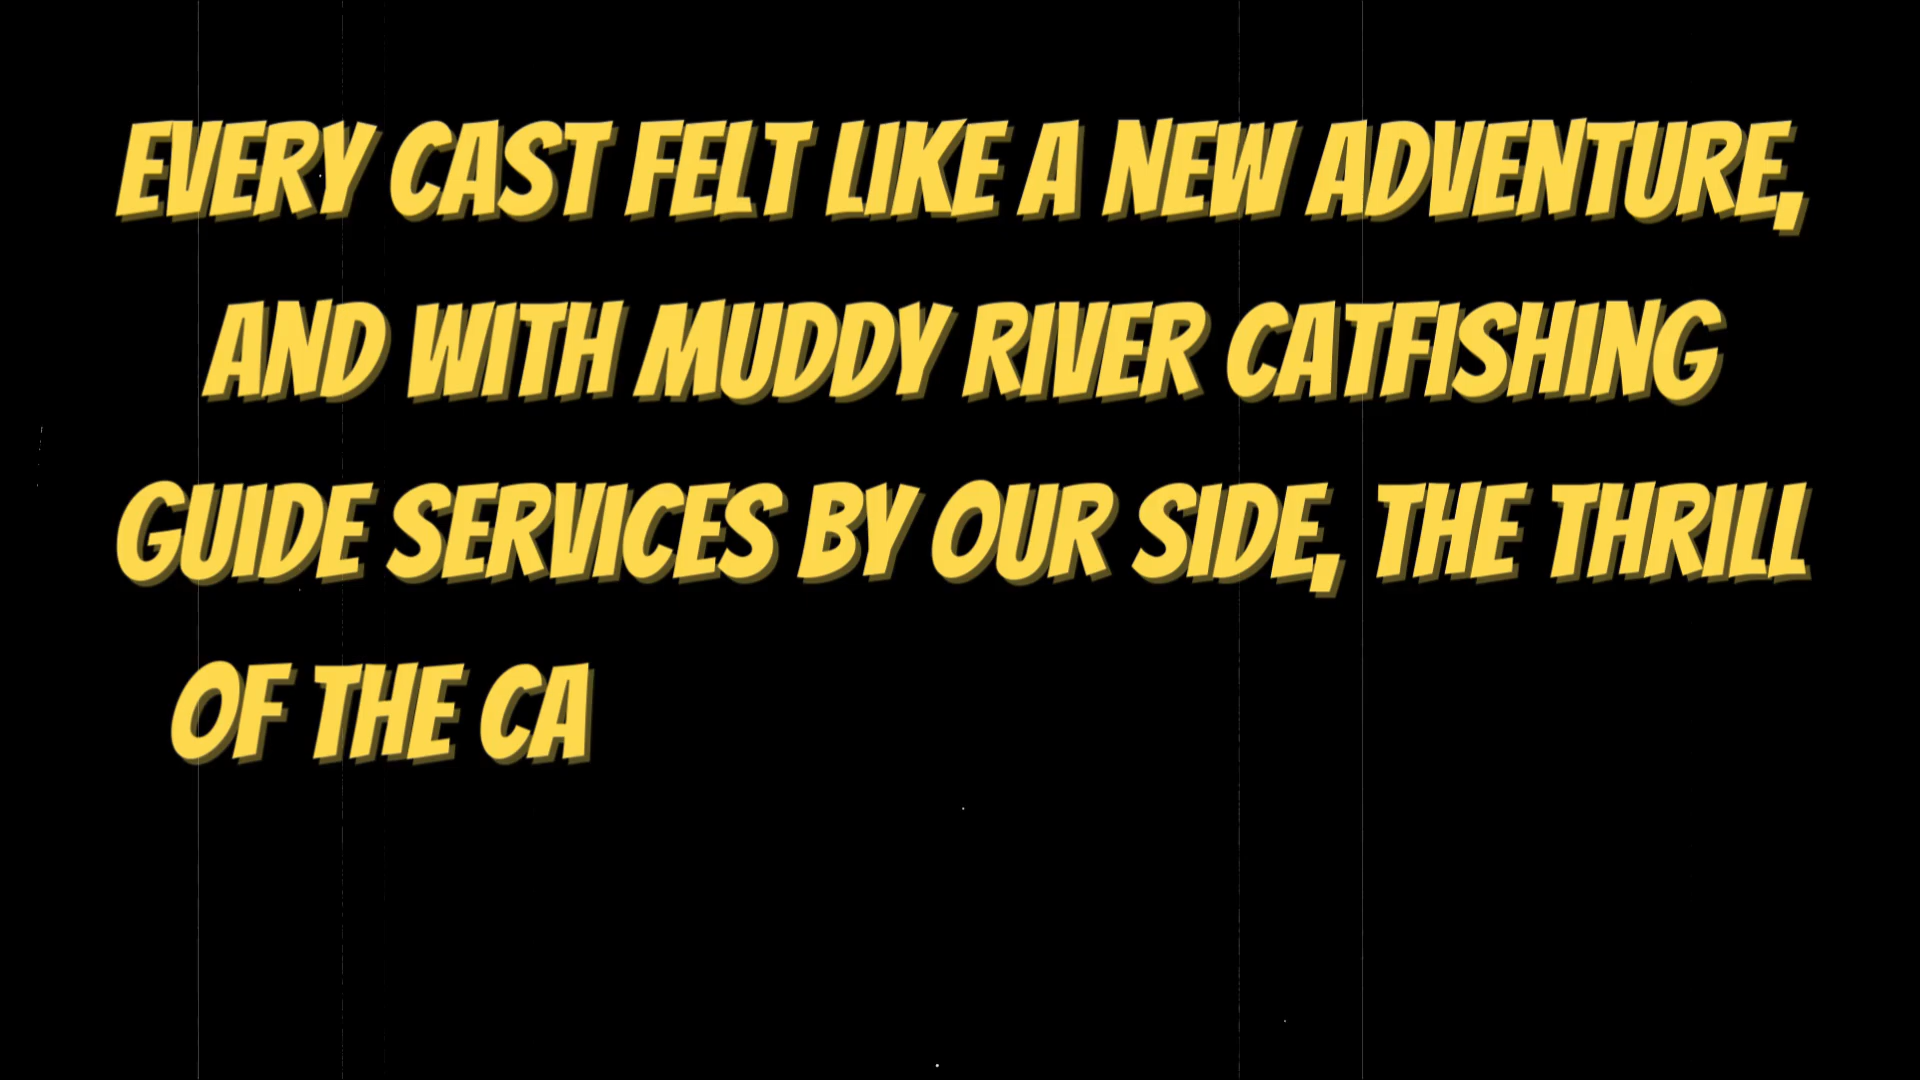 EVERY CAST FELT LIKE A NEW ADVENTURE,
AND WITH MUDDY RIVER CATFISHING
GUIDE SERVICES BY OUR SIDE, THE THRILL
OF THE CA